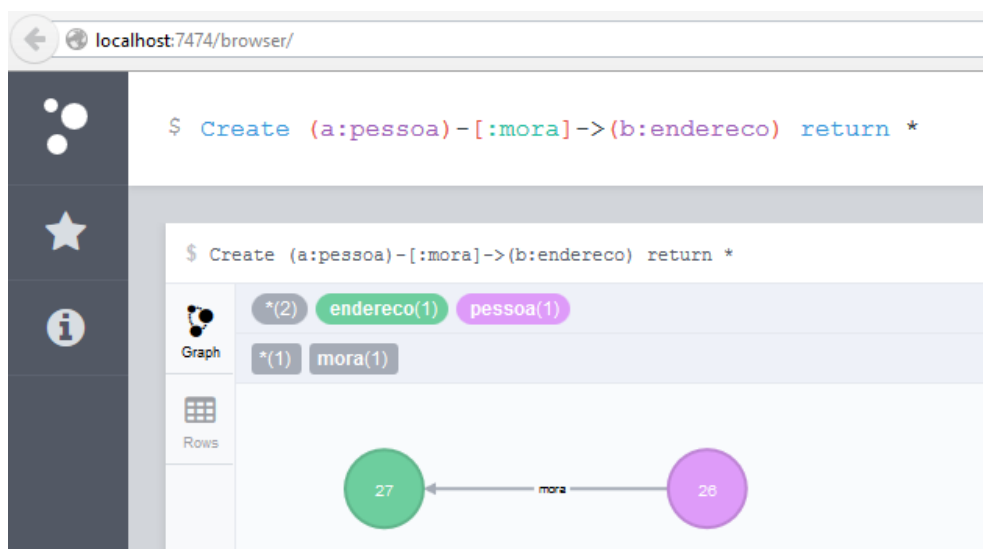 localhost:7474/browser/
$ Create (a:pessoa)-[:mora]->(b:endereco) return *
$ Create (a:pessoa)-[:mora]->(b:endereco) return *
*(2) endereco(1) pessoa(1)
Graph
*(1) mora(1)
Rows
27 mora 26